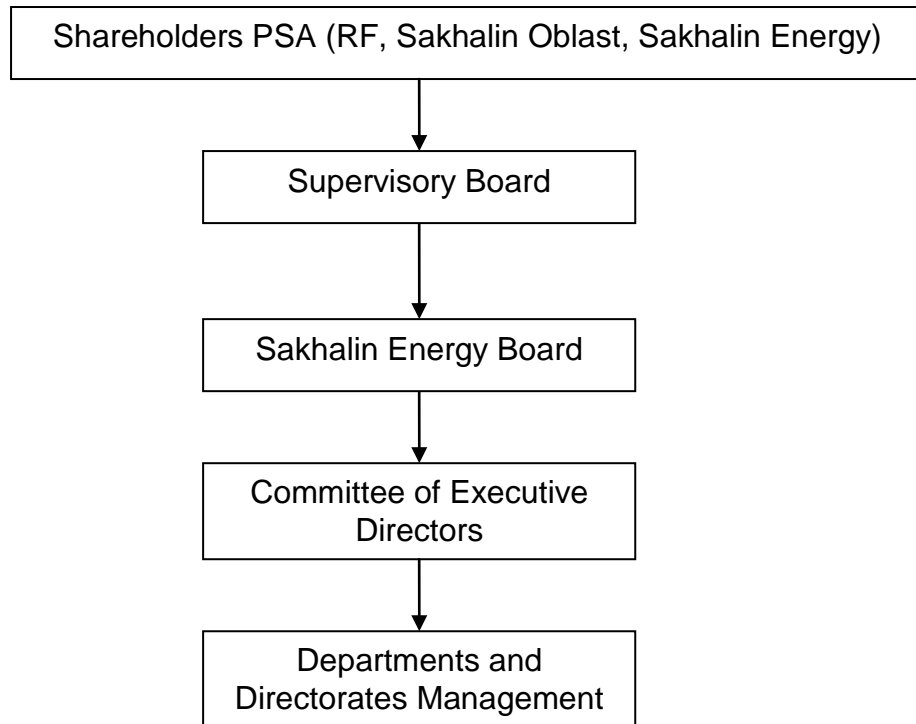 Shareholders PSA (RF, Sakhalin Oblast, Sakhalin Energy)
Supervisory Board
Sakhalin Energy Board
Committee of Executive
Directors
Departments and
Directorates Management